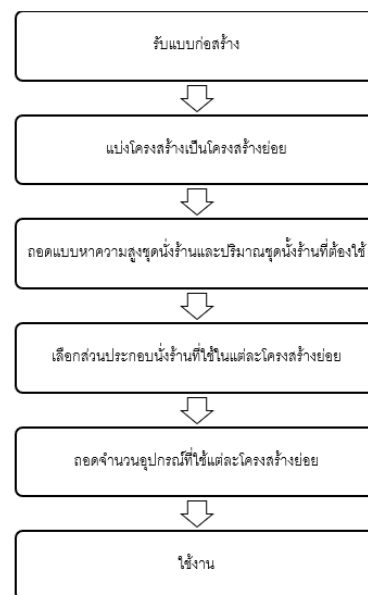 รับแบบก่อสร้าง
แบ่งโครงสร้างเป็นโครงสร้างย่อย
ถอดแบบหาความสูงชุดนั่งร้านและปริมาณชุดนั้งร้านที่ต้องใช้
เลือกส่วนประกอบนั่งร้านที่ใช้ในแต่ละโครงสร้างย่อย
ถอดจำนวนอุปกรณ์ที่ใช้แต่ละโครงสร้างย่อย
ใช้งาน